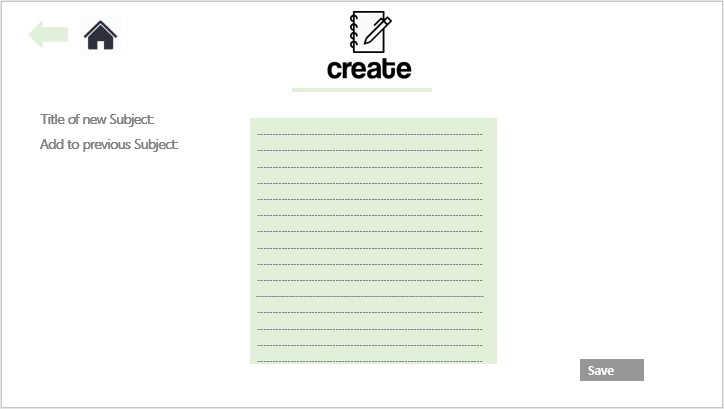 create
Title of new Subject:
Add to previous Subject:
Save